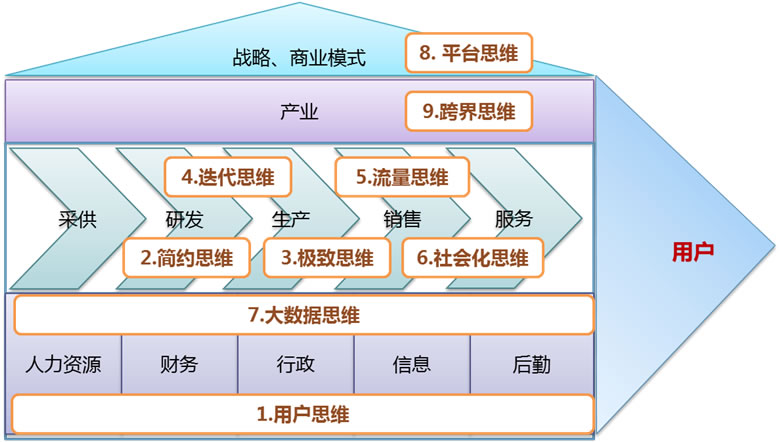 战略、商业模式
8. 平台思维
产业
9.跨界思维
4.迭代思维
5.流量思维
采供
研发
生产
销售
服务
用户
2.简约思维
3.极致思维
6.社会化思维
7.大数据思维
人力资源
财务
行政
信息
后勤
1.用户思维